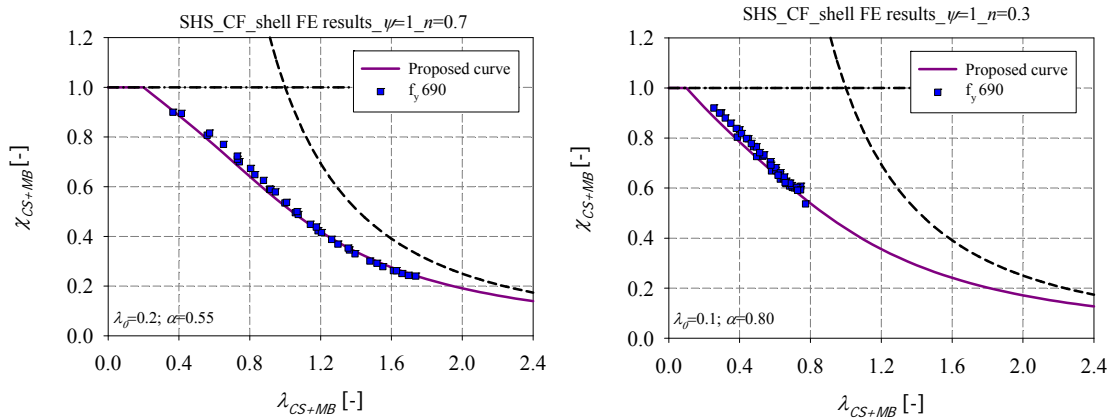 SHS_CF_shell FE results_ψ=1_n=0.7
1.2
1.0
0.8
0.6
0.4
0.2
0.0
χCS+MB [-]
Proposed curve
fy 690
λ0=0.2; α=0.55
0.0 0.4 0.8 1.2 1.6 2.0 2.4
λCS+MB [-]
SHS_CF_shell FE results_ψ=1_n=0.3
1.2
1.0
0.8
0.6
0.4
0.2
0.0
χCS+MB [-]
Proposed curve
fy 690
λ0=0.1; α=0.80
0.0 0.4 0.8 1.2 1.6 2.0 2.4
λCS+MB [-]